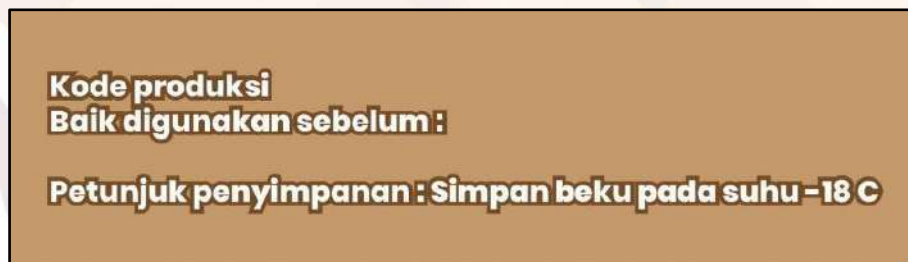 Kode produksi
Baik digunakan sebelum :
Petunjuk penyimpanan : Simpan beku pada suhu -18 C